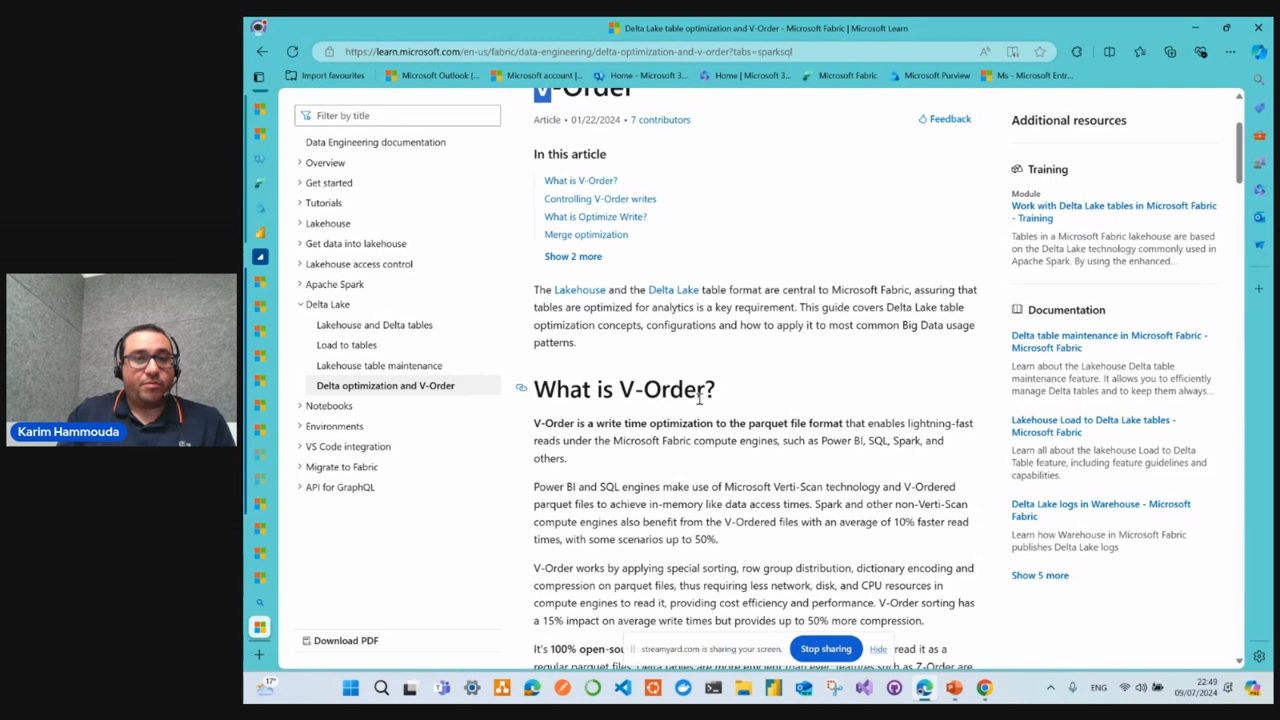 Delta Lake table optimization and V-Order - Microsoft Fabric | Microsoft Learn
https://learn.microsoft.com/en-us/fabric/data-engineering/delta-optimization-and-v-order?tabs=sparksql
Import favourites
Microsoft Outlook (...
Microsoft account |...
Home - Microsoft 3...
Home | Microsoft 3...
Microsoft Fabric
Microsoft Purview
Ms - Microsoft Entr...
Filter by title
Data Engineering documentation
Overview
Get started
Tutorials
Lakehouse
Get data into lakehouse
Lakehouse access control
Apache Spark
Delta Lake
Lakehouse and Delta tables
Load to tables
Lakehouse table maintenance
Delta optimization and V-Order
Notebooks
Environments
VS Code integration
Migrate to Fabric
API for GraphQL
Download PDF
V-Order
Article • 01/22/2024 • 7 contributors
Feedback
In this article
What is V-Order?
Controlling V-Order writes
What is Optimize Write?
Merge optimization
Show 2 more
The Lakehouse and the Delta Lake table format are central to Microsoft Fabric, assuring that
tables are optimized for analytics is a key requirement. This guide covers Delta Lake table
optimization concepts, configurations and how to apply it to most common Big Data usage
patterns.
What is V-Order?
V-Order is a write time optimization to the parquet file format that enables lightning-fast
reads under the Microsoft Fabric compute engines, such as Power BI, SQL, Spark, and
others.
Power BI and SQL engines make use of Microsoft Verti-Scan technology and V-Ordered
parquet files to achieve in-memory like data access times. Spark and other non-Verti-Scan
compute engines also benefit from the V-Ordered files with an average of 10% faster read
times, with some scenarios up to 50%.
V-Order works by applying special sorting, row group distribution, dictionary encoding and
compression on parquet files, thus requiring less network, disk, and CPU resources in
compute engines to read it, providing cost efficiency and performance. V-Order sorting has
a 15% impact on average write times but provides up to 50% more compression.
It's 100% open-sou read it as a
Additional resources
Training
Module
Work with Delta Lake tables in Microsoft Fabric
- Training
Tables in a Microsoft Fabric lakehouse are based
on the Delta Lake technology commonly used in
Apache Spark. By using the enhanced...
Documentation
Delta table maintenance in Microsoft Fabric -
Microsoft Fabric
Learn about the Lakehouse Delta table
maintenance feature. It allows you to efficiently
manage Delta tables and to keep them always...
Lakehouse Load to Delta tables -
Microsoft Fabric
Learn all about the lakehouse Load to Delta
Table feature, including feature guidelines and
capabilities.
Delta Lake logs in Warehouse - Microsoft
Fabric
Learn how Warehouse in Microsoft Fabric
publishes Delta Lake logs
Show 5 more
streamyard.com is sharing your screen.
Stop sharing
Hide
Karim Hammouda
17°
ENG
22:49
09/07/2024